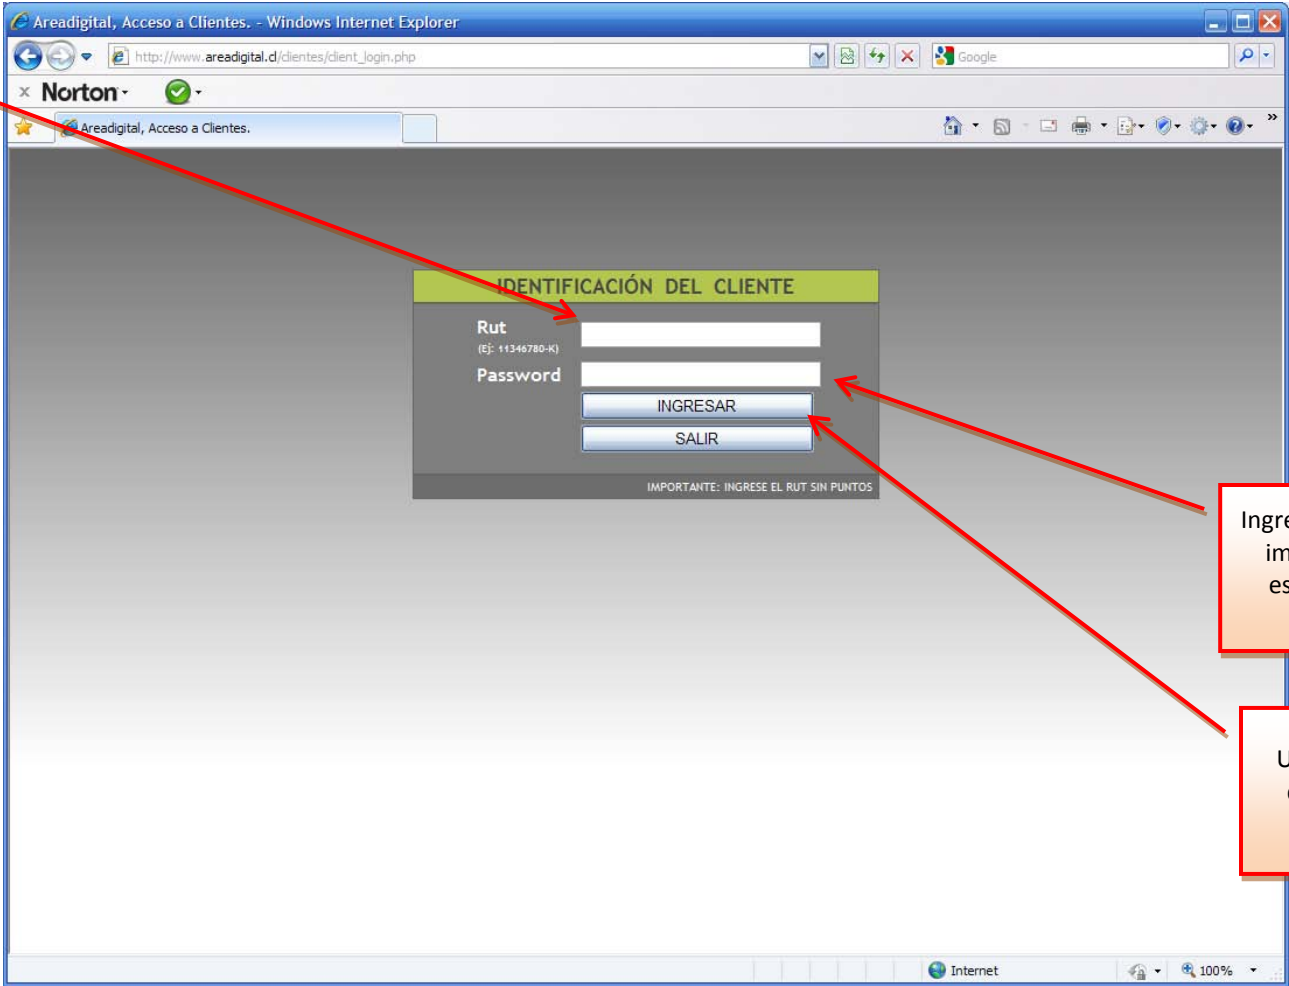 Areadigital, Acceso a Clientes. - Windows Internet Explorer
http://www.areadigital.cl/clientes/client_login.php
Google
Norton
Areadigital, Acceso a Clientes.
IDENTIFICACIÓN DEL CLIENTE
Rut
(Ej: 11346780-K)
Password
INGRESAR
SALIR
IMPORTANTE: INGRESE EL RUT SIN PUNTOS
Internet
100%